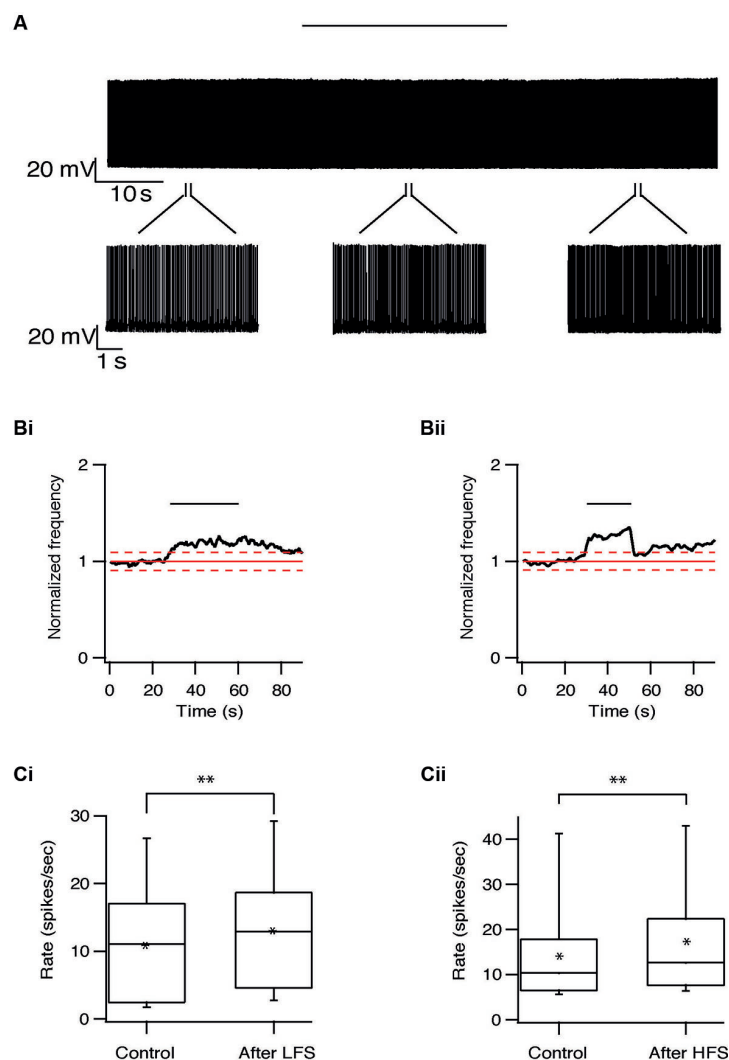 A
20 mV
10 s
20 mV
1 s
Bi
Bii
2
1
0
Normalized frequency
0 20 40 60 80
Time (s)
2
1
0
Normalized frequency
0 20 40 60 80
Time (s)
Ci
Cii
**
30
20
10
0
Rate (spikes/sec)
*
*
Control After LFS
**
40
30
20
10
0
Rate (spikes/sec)
*
*
Control After HFS